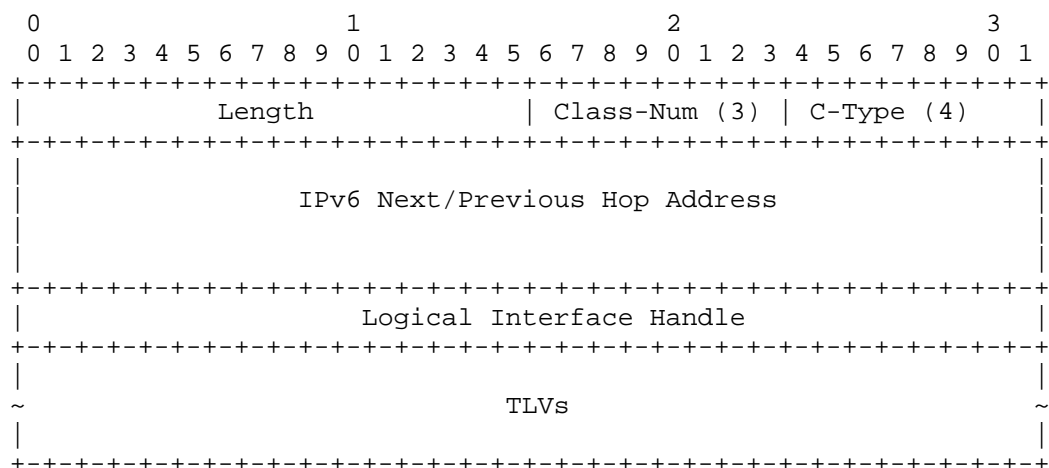 0                   1                   2                   3
 0 1 2 3 4 5 6 7 8 9 0 1 2 3 4 5 6 7 8 9 0 1 2 3 4 5 6 7 8 9 0 1
+-+-+-+-+-+-+-+-+-+-+-+-+-+-+-+-+-+-+-+-+-+-+-+-+-+-+-+-+-+-+-+-+
|            Length             | Class-Num (3) | C-Type (4)    |
+-+-+-+-+-+-+-+-+-+-+-+-+-+-+-+-+-+-+-+-+-+-+-+-+-+-+-+-+-+-+-+-+
|                                                               |
|                 IPv6 Next/Previous Hop Address                |
|                                                               |
|                                                               |
+-+-+-+-+-+-+-+-+-+-+-+-+-+-+-+-+-+-+-+-+-+-+-+-+-+-+-+-+-+-+-+-+
|                     Logical Interface Handle                  |
+-+-+-+-+-+-+-+-+-+-+-+-+-+-+-+-+-+-+-+-+-+-+-+-+-+-+-+-+-+-+-+-+
|                                                               |
~                              TLVs                             ~
|                                                               |
+-+-+-+-+-+-+-+-+-+-+-+-+-+-+-+-+-+-+-+-+-+-+-+-+-+-+-+-+-+-+-+-+